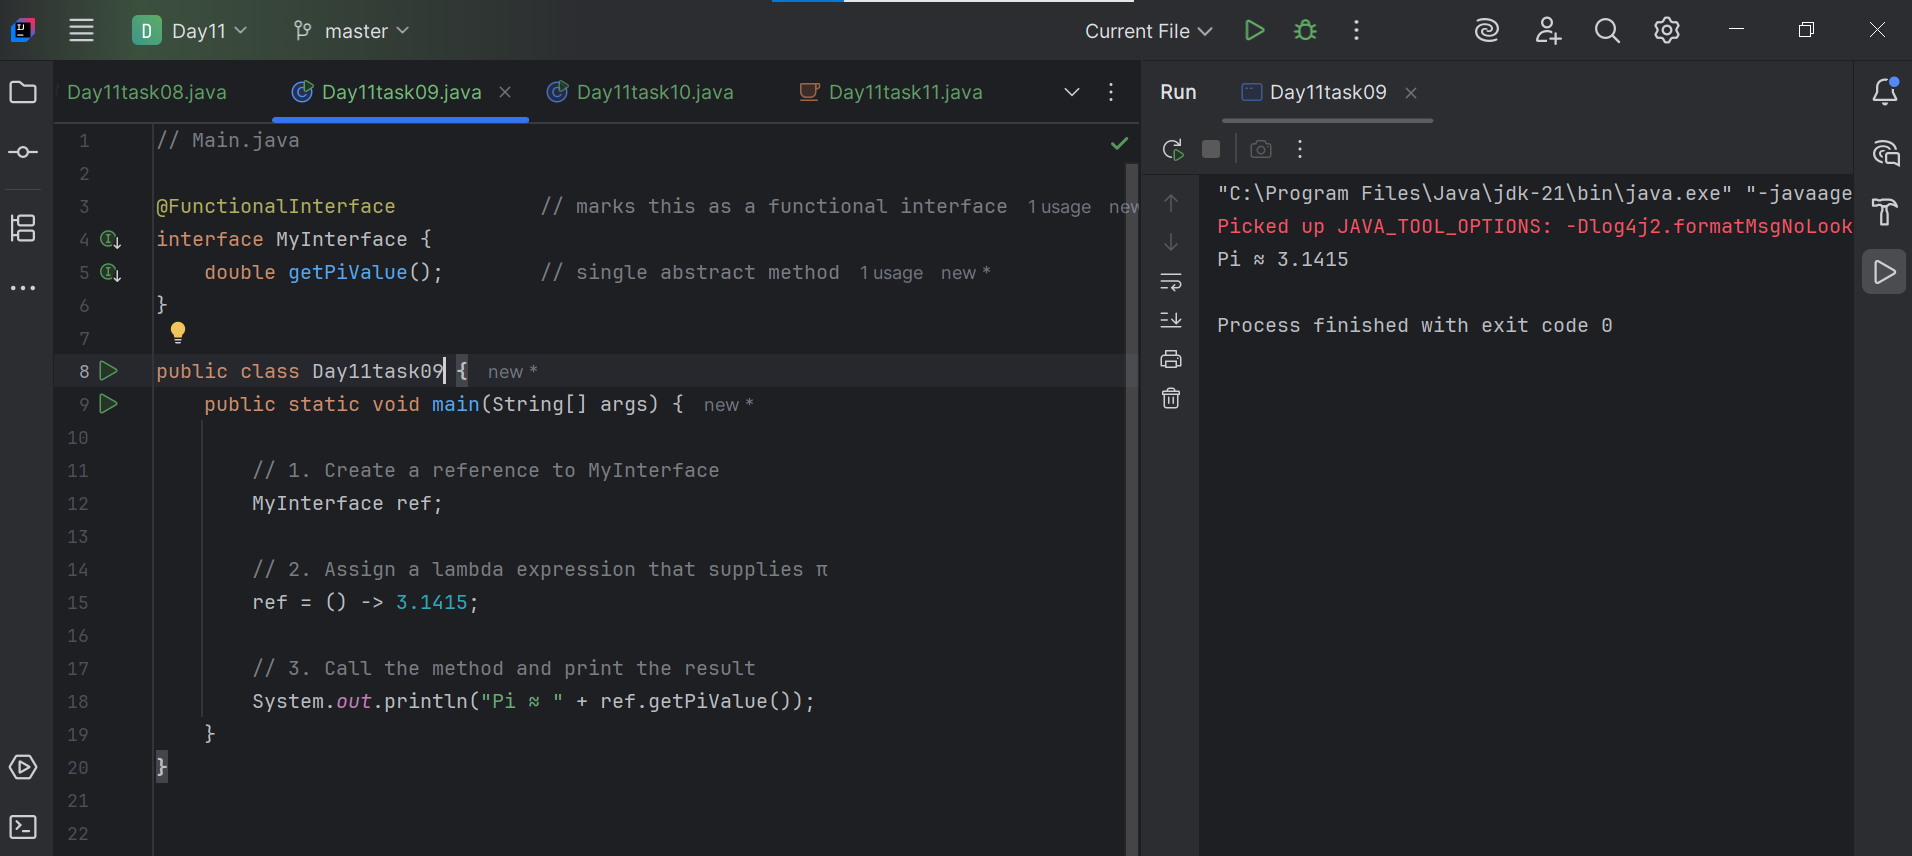 D Day11 master Current File
Day11task08.java Day11task09.java Day11task10.java Day11task11.java
1 // Main.java
2
3 @FunctionalInterface // marks this as a functional interface 1 usage new
4 interface MyInterface {
5 double getPiValue(); // single abstract method 1 usage new *
6 }
7
8 public class Day11task09 { new *
9 public static void main(String[] args) { new *
10
11 // 1. Create a reference to MyInterface
12 MyInterface ref;
13
14 // 2. Assign a lambda expression that supplies π
15 ref = () -> 3.1415;
16
17 // 3. Call the method and print the result
18 System.out.println("Pi ≈ " + ref.getPiValue());
19 }
20 }
21
22
Run Day11task09
"C:\Program Files\Java\jdk-21\bin\java.exe" "-javaage
Picked up JAVA_TOOL_OPTIONS: -Dlog4j2.formatMsgNoLook
Pi ≈ 3.1415
Process finished with exit code 0